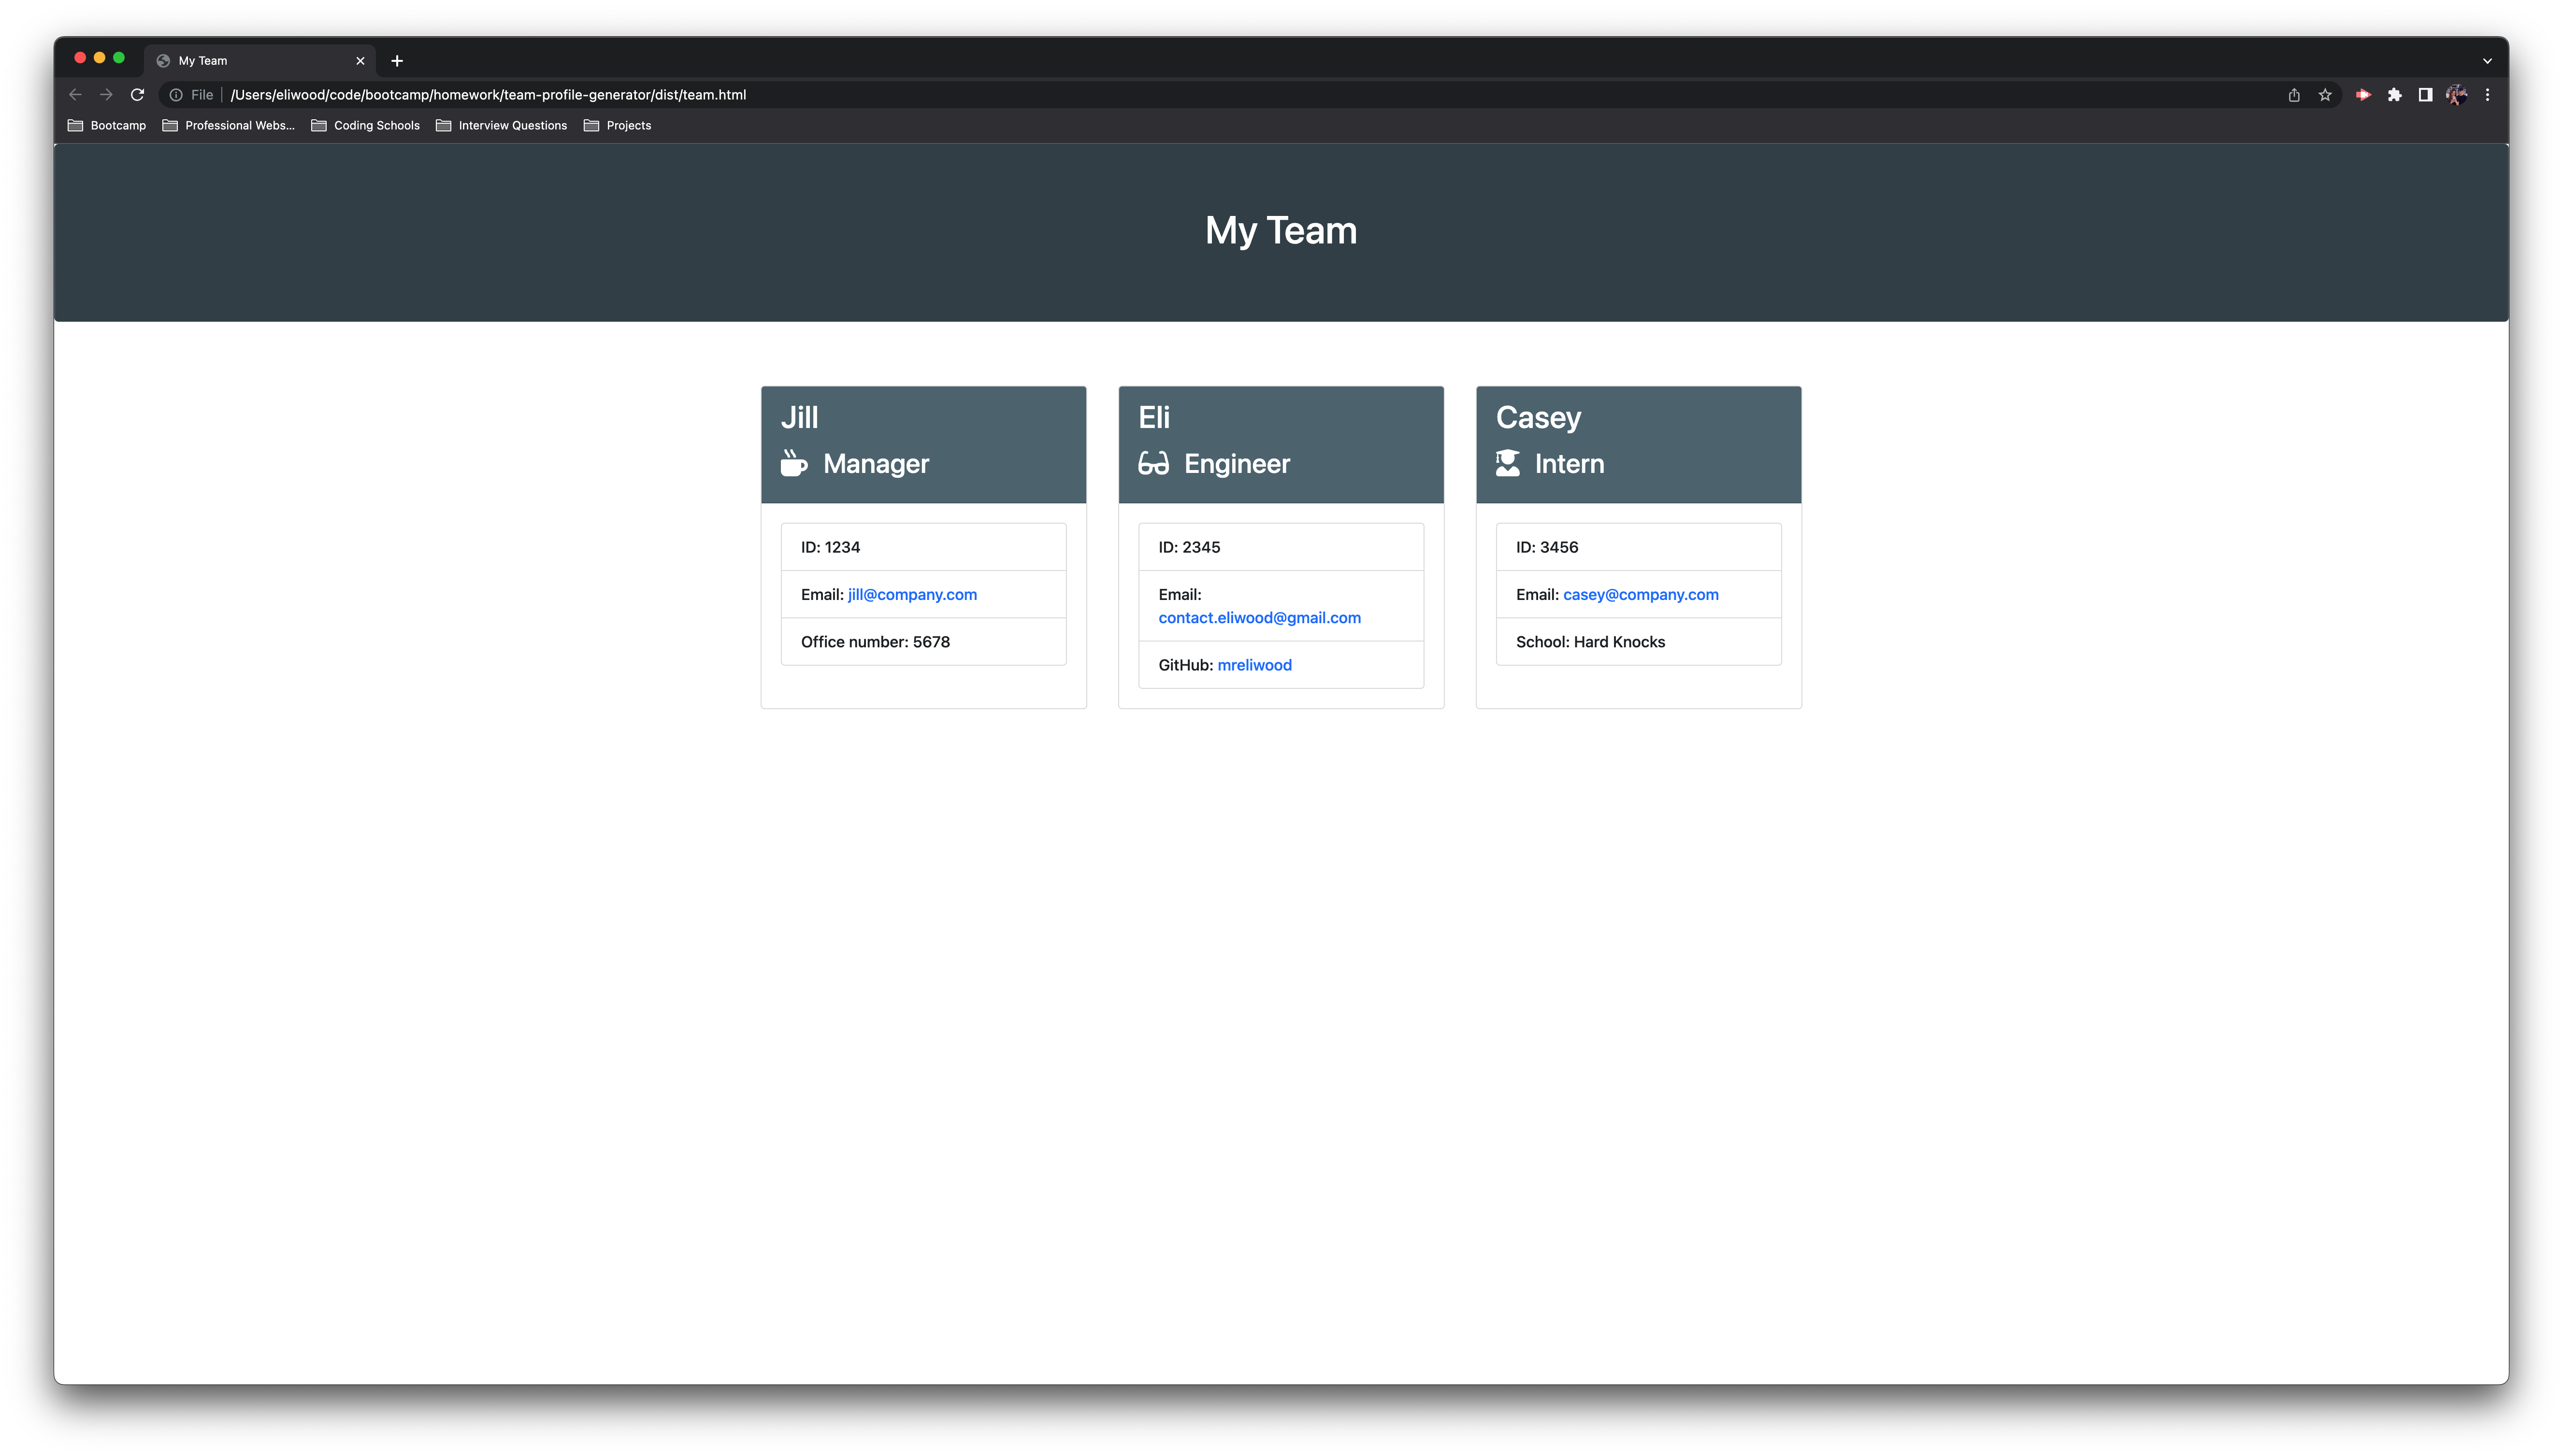 My Team
File /Users/eliwood/code/bootcamp/homework/team-profile-generator/dist/team.html
Bootcamp Professional Webs... Coding Schools Interview Questions Projects
My Team
Jill
Manager
ID: 1234
Email: jill@company.com
Office number: 5678
Eli
Engineer
ID: 2345
Email:
contact.eliwood@gmail.com
GitHub: mreliwood
Casey
Intern
ID: 3456
Email: casey@company.com
School: Hard Knocks